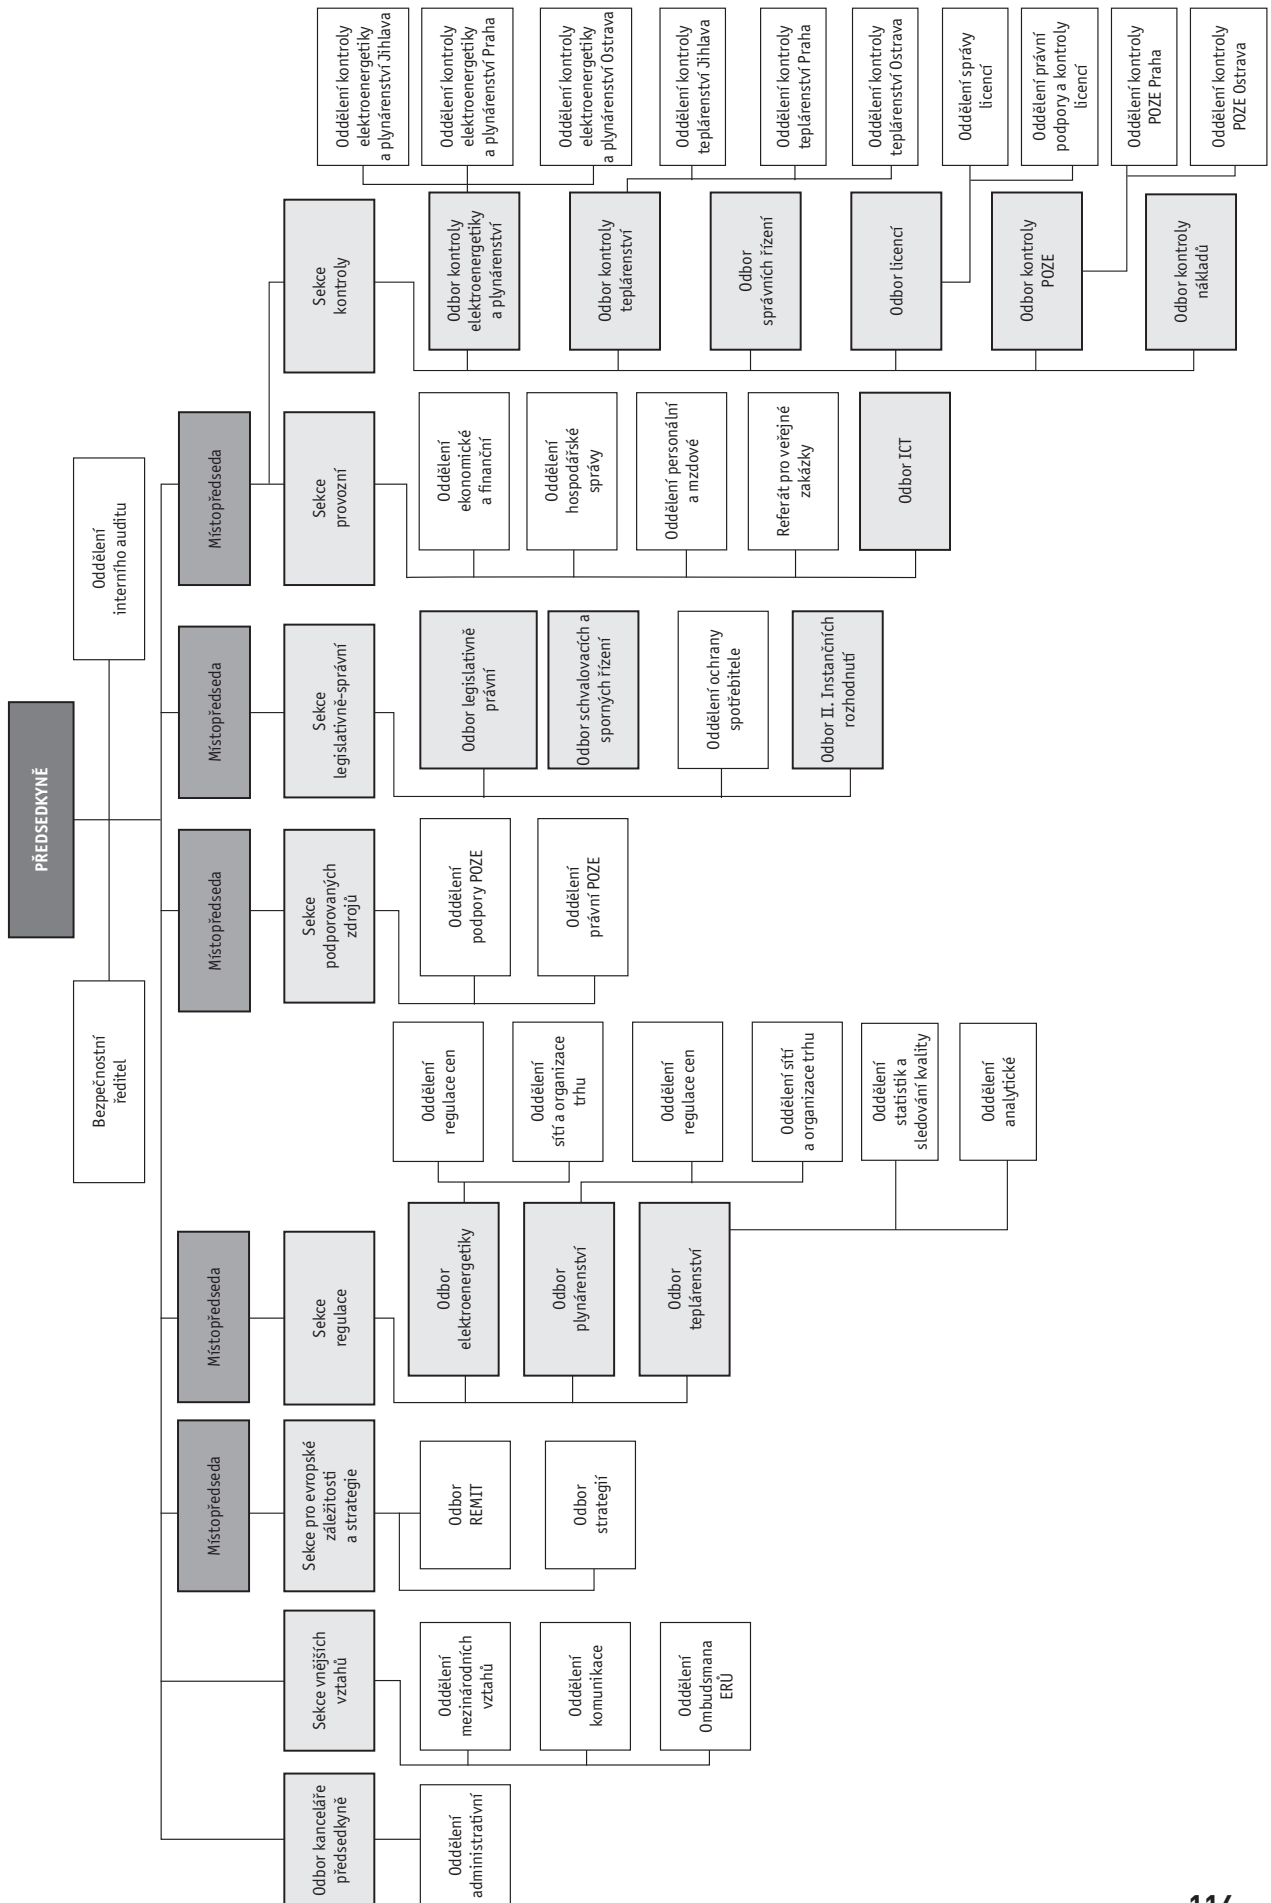 PŘEDSEDKYNĚ
Bezpečnostní
ředitel
Oddělení
interního auditu
Místopředseda
Místopředseda
Místopředseda
Místopředseda
Místopředseda
Odbor kanceláře
předsedkyně
Sekce vnějších
vztahů
Sekce pro evropské
záležitosti
a strategie
Sekce
regulace
Sekce
podporovaných
zdrojů
Sekce
legislativně-správní
Sekce
provozní
Sekce
kontroly
Oddělení
administrativní
Oddělení
mezinárodních
vztahů
Oddělení
komunikace
Oddělení
Ombudsmana
ERÚ
Odbor
REMIT
Odbor
strategií
Odbor
elektroenergetiky
Odbor
plynárenství
Odbor
teplárenství
Oddělení
regulace cen
Oddělení
sítí a organizace
trhu
Oddělení
regulace cen
Oddělení sítí
a organizace trhu
Oddělení
statistik a
sledování kvality
Oddělení
analytické
Oddělení
podpory POZE
Oddělení
právní POZE
Odbor legislativně
právní
Odbor schvalovacích a
sporných řízení
Oddělení ochrany
spotřebitele
Odbor II. Instančních
rozhodnutí
Oddělení
ekonomické
a finanční
Oddělení
hospodářské
správy
Oddělení personální
a mzdové
Referát pro veřejné
zakázky
Odbor ICT
Odbor kontroly
elektroenergetiky
a plynárenství
Odbor kontroly
teplárenství
Odbor
správních řízení
Odbor licencí
Odbor kontroly
POZE
Odbor kontroly
nákladů
Oddělení kontroly
elektroenergetiky
a plynárenství Jihlava
Oddělení kontroly
elektroenergetiky
a plynárenství Praha
Oddělení kontroly
elektroenergetiky
a plynárenství Ostrava
Oddělení kontroly
teplárenství Jihlava
Oddělení kontroly
teplárenství Praha
Oddělení kontroly
teplárenství Ostrava
Oddělení správy
licencí
Oddělení právní
podpory a kontroly
licencí
Oddělení kontroly
POZE Praha
Oddělení kontroly
POZE Ostrava